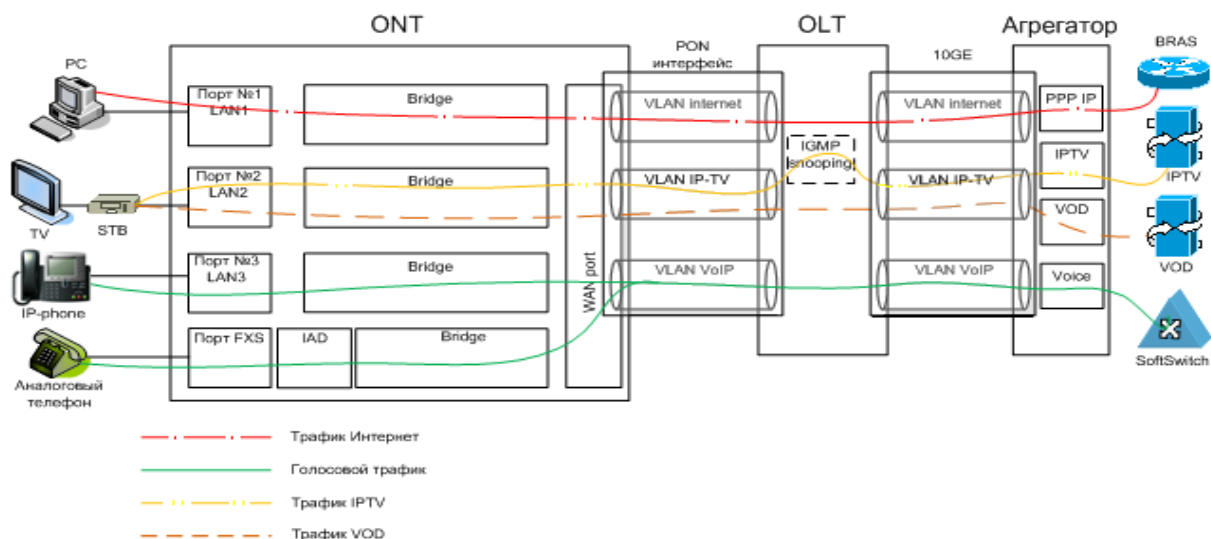 ONT
OLT
Агрегатор
PON
интерфейс
10GE
BRAS
PC
Порт №1
LAN1
Bridge
VLAN internet
VLAN internet
PPP IP
IGMP
snooping
IPTV
IPTV
Порт №2
LAN2
Bridge
VLAN IP-TV
VLAN IP-TV
TV
STB
VOD
VOD
Порт №3
LAN3
Bridge
WAN port
VLAN VoIP
VLAN VoIP
Voice
IP-phone
Порт FXS
IAD
Bridge
SoftSwitch
Аналоговый
телефон
Трафик Интернет
Голосовой трафик
Трафик IPTV
Трафик VOD